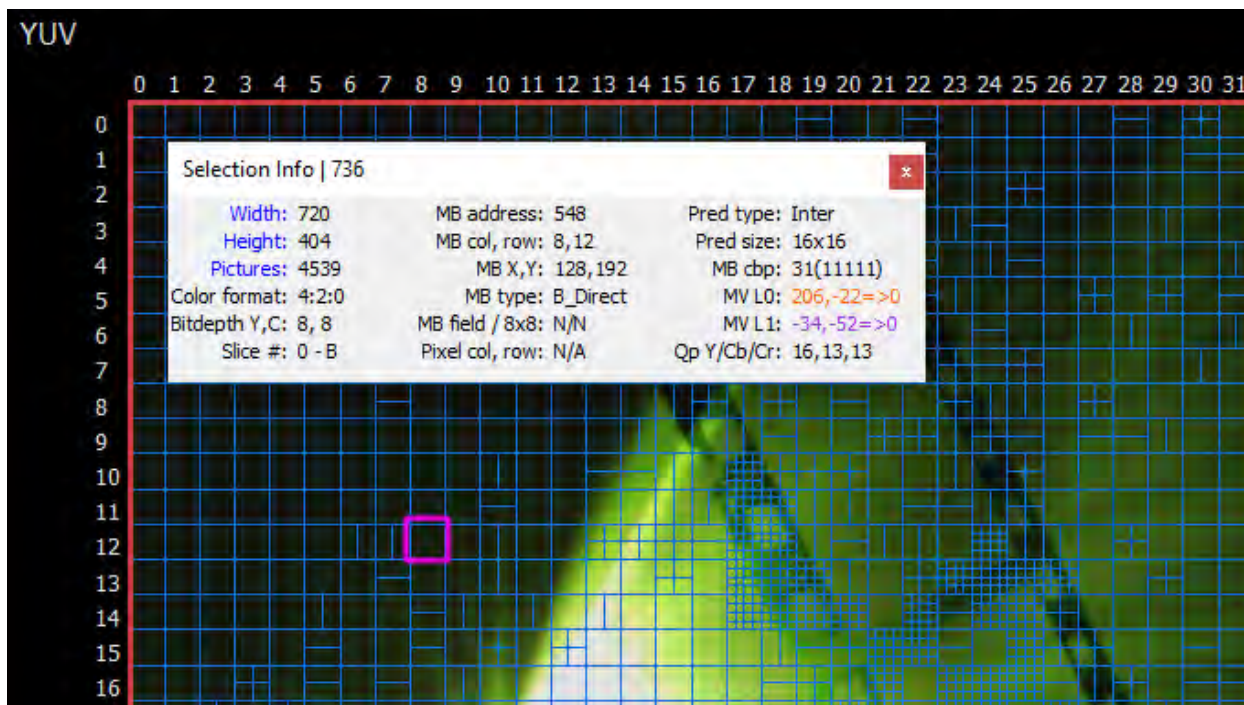 YUV
0 1 2 3 4 5 6 7 8 9 10 11 12 13 14 15 16 17 18 19 20 21 22 23 24 25 26 27 28 29 30 31
0
1
Selection Info | 736 x
2
Width: 720 MB address: 548 Pred type: Inter
3
Height: 404 MB col, row: 8,12 Pred size: 16x16
4
Pictures: 4539 MB X,Y: 128,192 MB cbp: 31(11111)
Color format: 4:2:0 MB type: B_Direct MV L0: 206,-22=>0
5
Bitdepth Y,C: 8, 8 MB field / 8x8: N/N MV L1: -34,-52=>0
6
Slice #: 0 - B Pixel col, row: N/A Qp Y/Cb/Cr: 16,13,13
7
8
9
10
11
12
13
14
15
16